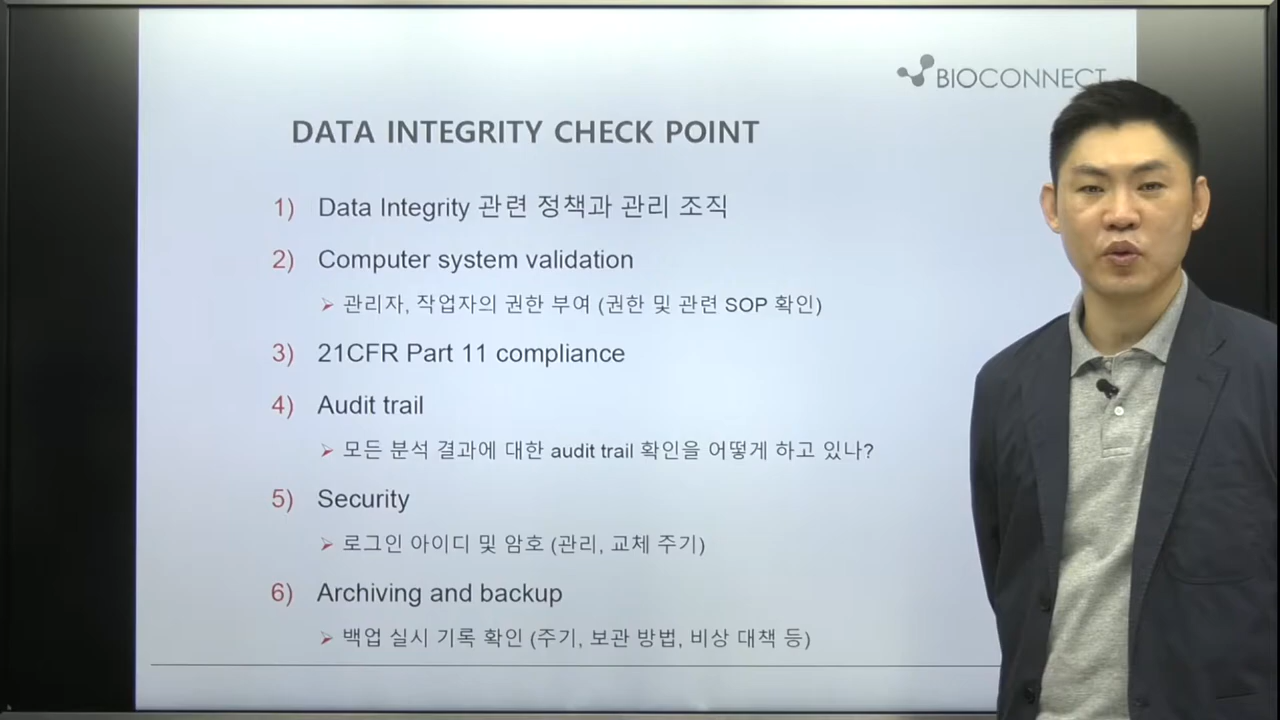 BIOCONNECT
DATA INTEGRITY CHECK POINT
1) Data Integrity 관련 정책과 관리 조직
2) Computer system validation
➢ 관리자, 작업자의 권한 부여 (권한 및 관련 SOP 확인)
3) 21CFR Part 11 compliance
4) Audit trail
➢ 모든 분석 결과에 대한 audit trail 확인을 어떻게 하고 있나?
5) Security
➢ 로그인 아이디 및 암호 (관리, 교체 주기)
6) Archiving and backup
➢ 백업 실시 기록 확인 (주기, 보관 방법, 비상 대책 등)